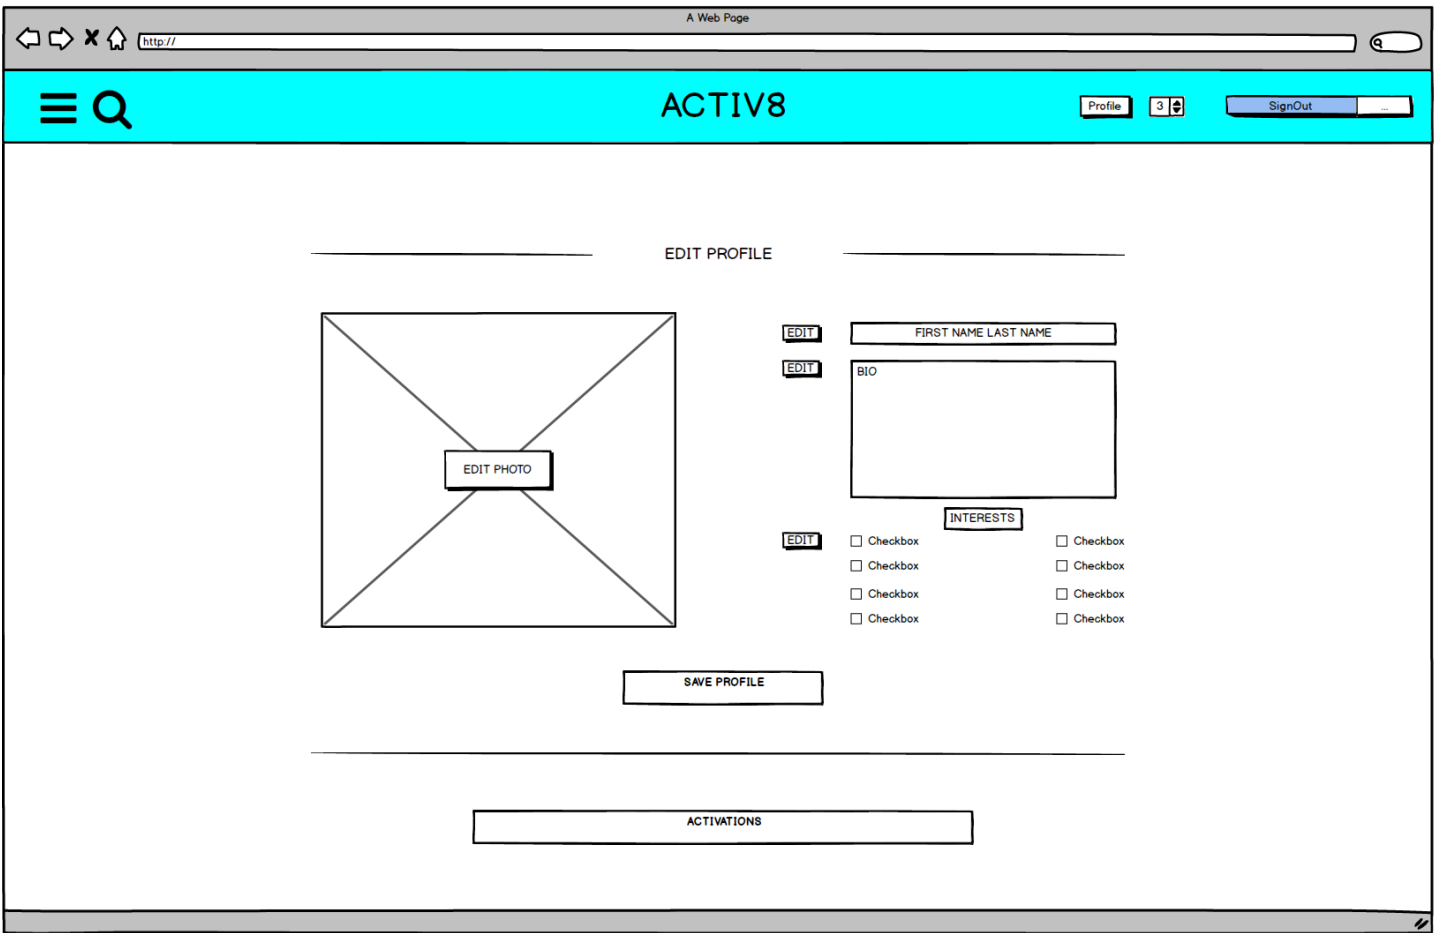 A Web Page
http://
ACTIV8
Profile
3
SignOut
...
EDIT PROFILE
EDIT PHOTO
EDIT
FIRST NAME LAST NAME
EDIT
BIO
INTERESTS
EDIT
Checkbox
Checkbox
Checkbox
Checkbox
Checkbox
Checkbox
Checkbox
Checkbox
SAVE PROFILE
ACTIVATIONS